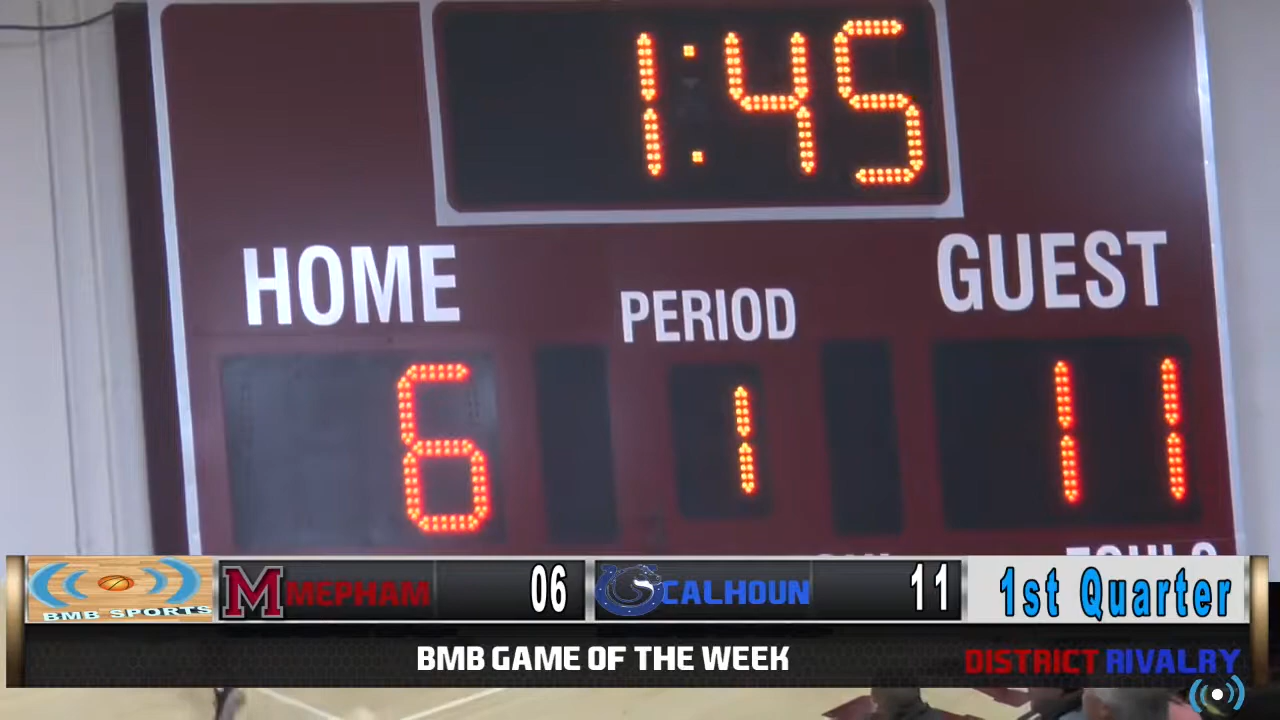 1:45
HOME
PERIOD
GUEST
6
1
11
FOULS
BMB SPORTS
M MEPHAM 06
CALHOUN 11
1st Quarter
BMB GAME OF THE WEEK
DISTRICT RIVALRY